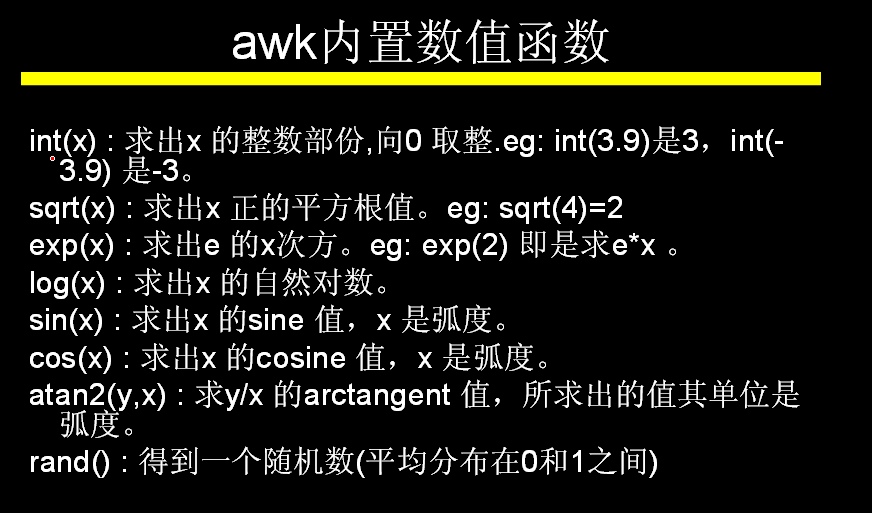 awk内置数值函数
int(x) : 求出x 的整数部份,向0 取整.eg: int(3.9)是3，int(-
3.9) 是-3。
sqrt(x) : 求出x 正的平方根值。eg: sqrt(4)=2
exp(x) : 求出e 的x次方。eg: exp(2) 即是求e*x 。
log(x) : 求出x 的自然对数。
sin(x) : 求出x 的sine 值，x 是弧度。
cos(x) : 求出x 的cosine 值，x 是弧度。
atan2(y,x) : 求y/x 的arctangent 值，所求出的值其单位是
弧度。
rand() : 得到一个随机数(平均分布在0和1之间)